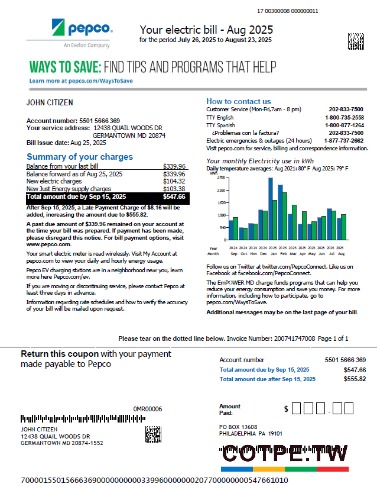 17 00300008 000000011
pepco.
An Exelon Company
Your electric bill - Aug 2025
for the period July 26, 2025 to August 23, 2025
WAYS TO SAVE: FIND TIPS AND PROGRAMS THAT HELP
Learn more at pepco.com/WaysToSave
JOHN CITIZEN
Account number: 5501 5666 369
Your service address: 12438 QUAIL WOODS DR
GERMANTOWN MD 20874
Bill Issue date: Aug 25, 2025
Summary of your charges
Balance from your last bill $339.96
Balance forward as of Aug 25, 2025 $339.96
New electric charges $104.32
New Just Energy supply charges $103.38
Total amount due by Sep 15, 2025 $547.66
After Sep 15, 2025, a Late Payment Charge of $8.16 will be
added, increasing the amount to $555.82.
A past due amount of $339.96 remained on your account at
the time your bill was prepared. If payment has been made,
please disregard this notice. For bill payment options, visit
www.pepco.com.
Your smart electric meter is read wirelessly. Visit My Account at
pepco.com to view your daily and hourly energy usage.
Pepco EV charging stations are in a neighborhood near you, learn
more here Pepco.com/ev.
If you are moving or discontinuing service, please contact Pepco at
least three days in advance.
Information regarding rate schedules and how to verify the accuracy
of your bill will be mailed upon request.
How to contact us
Customer Service (Mon-Fri,7am - 8 pm) 202-833-7500
TTY English 1-800-735-2658
TTY Spanish 1-800-877-1264
¿Problemas con la factura? 202-833-7500
Electric emergencies & outages (24 hours) 1-877-737-2662
Visit pepco.com for service, billing and correspondence information.
Your monthly Electricity use in kWh
Daily temperature averages: Aug 2024: 80° F Aug 2025: 79° F
Year
Month Sep Oct Nov Dec Jan Feb Mar Apr May Jun Jul Aug
Follow us on Twitter at twitter.com/PepcoConnect. Like us on
Facebook at facebook.com/PepcoConnect.
The EmPOWER MD charge funds programs that can help you
reduce your energy consumption and save you money. For more
information, including how to participate, go to
pepco.com/WaysToSave.
Additional messages may be on the last page of your bill.
Please tear on the dotted line below. Invoice Number: 200741747008 Page 1 of 1
Return this coupon with your payment
made payable to Pepco
Account number 5501 5666 369
Total amount due by Sep 15, 2025 $547.66
Total amount due after Sep 15, 2025 $555.82
OMR00006
JOHN CITIZEN
12438 QUAIL WOODS DR
GERMANTOWN MD 20874-1552
Amount
Paid: $
PO BOX 13608
PHILADELPHIA PA 19101
COTPE.TW